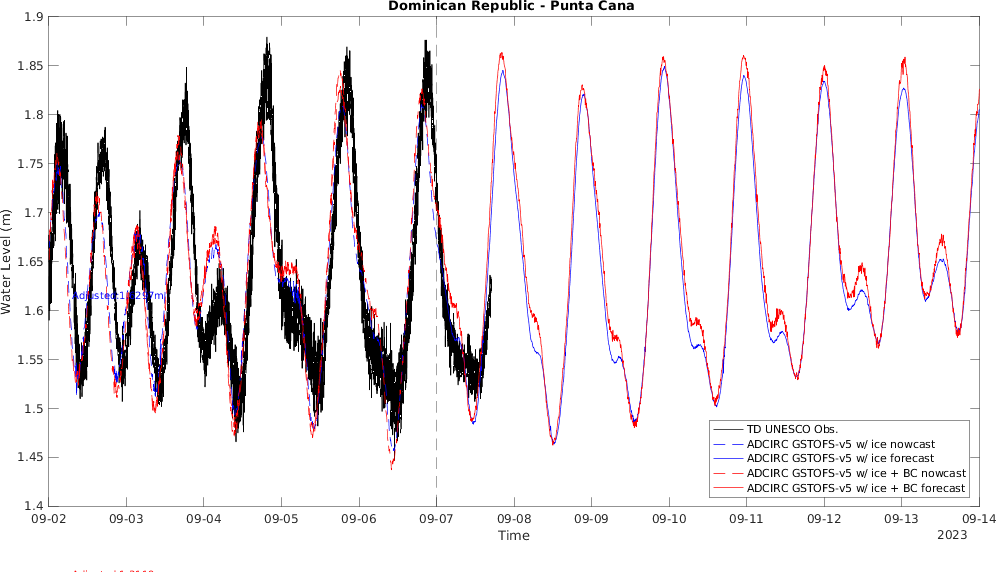 Dominican Republic - Punta Cana
1.9
1.85
1.8
1.75
1.7
1.65
1.6
1.55
1.5
1.45
1.4
Water Level (m)
TD UNESCO Obs.
ADCIRC GSTOFS-v5 w/ ice nowcast
ADCIRC GSTOFS-v5 w/ ice forecast
ADCIRC GSTOFS-v5 w/ ice + BC nowcast
ADCIRC GSTOFS-v5 w/ ice + BC forecast
09-02 09-03 09-04 09-05 09-06 09-07 09-08 09-09 09-10 09-11 09-12 09-13 09-14
Time
2023